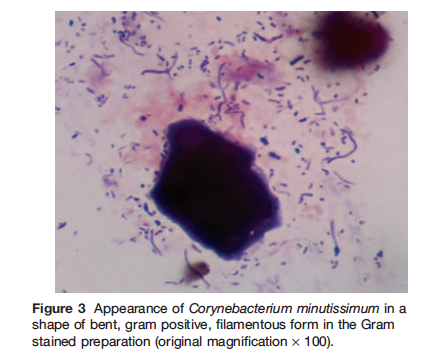 Figure 3 Appearance of Corynebacterium minutissimum in a
shape of bent, gram positive, filamentous form in the Gram
stained preparation (original magnification × 100).